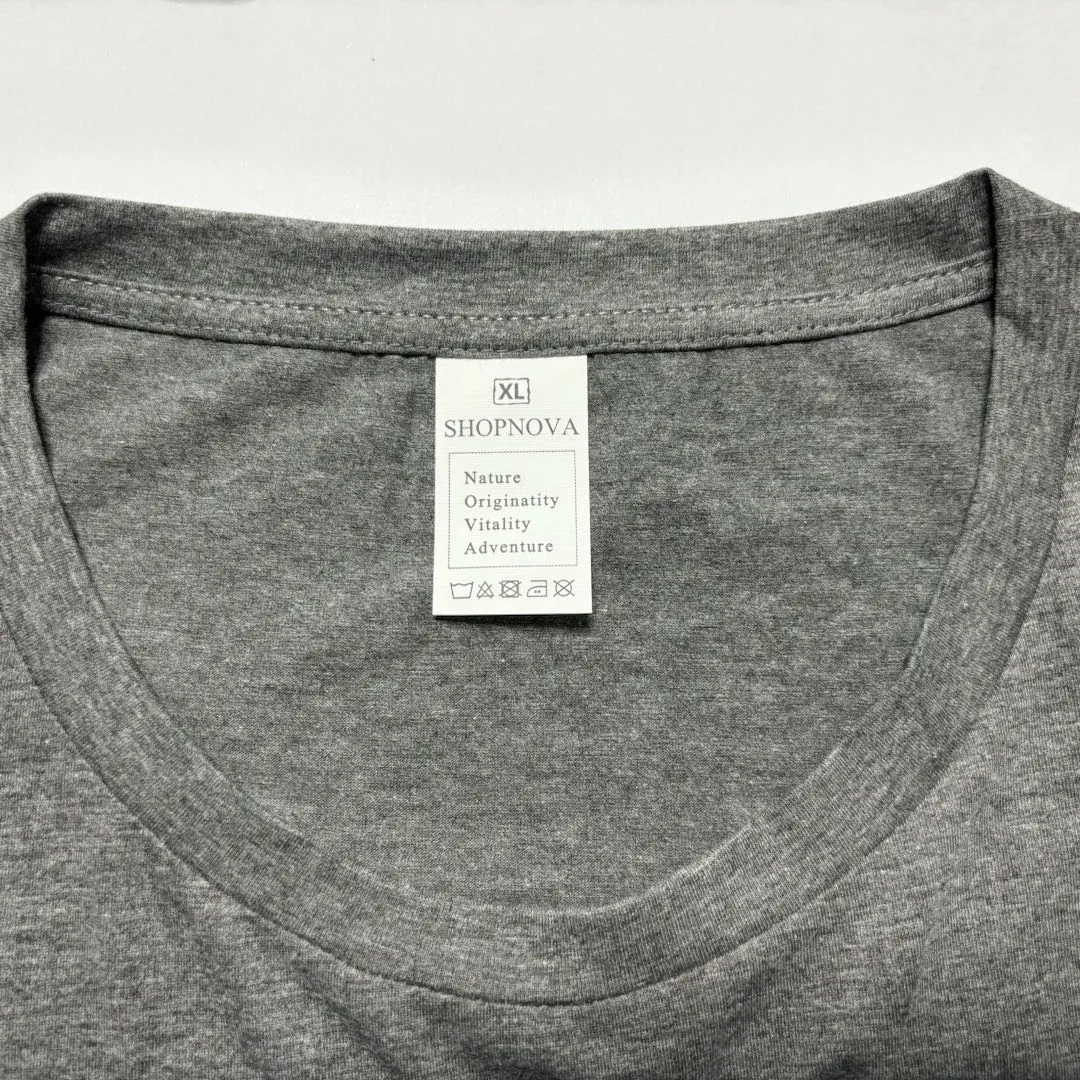 XL
SHOPNOVA
Nature
Originatity
Vitality
Adventure